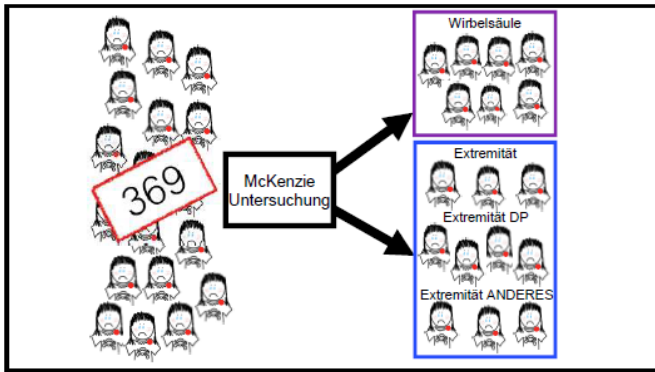 369
McKenzie
Untersuchung
Wirbelsäule
Extremität
Extremität DP
Extremität ANDERES